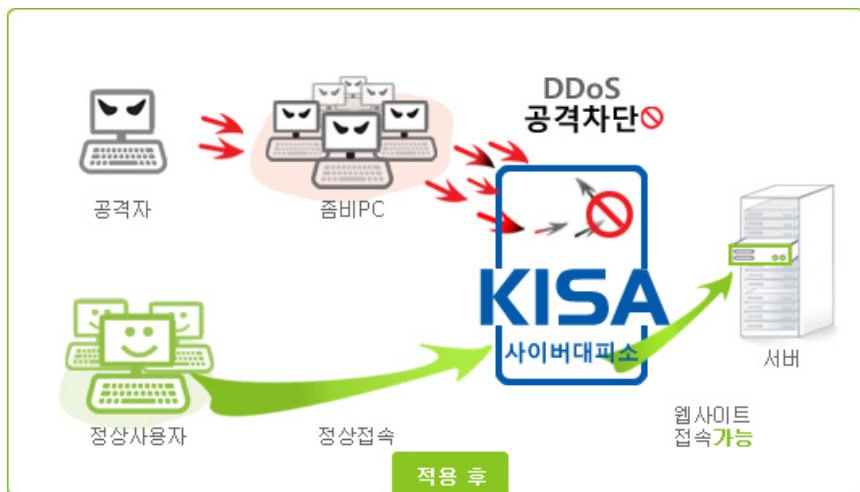 DDoS
공격차단
공격자
좀비PC
KISA
사이버대피소
서버
정상사용자
정상접속
웹사이트
접속가능
적용 후